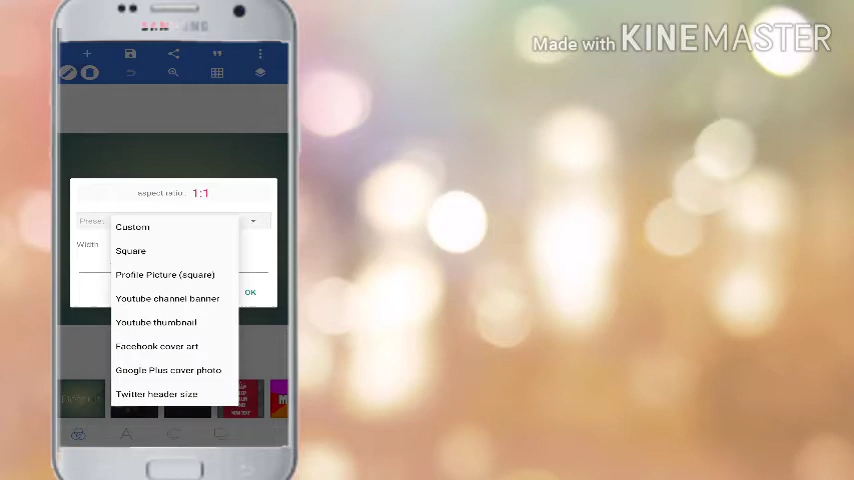 SAMSUNG
Made with KINEMASTER
aspect ratio : 1:1
Preset
Custom
Width
Square
Profile Picture (square)
Youtube channel banner
OK
Youtube thumbnail
Facebook cover art
Google Plus cover photo
Twitter header size